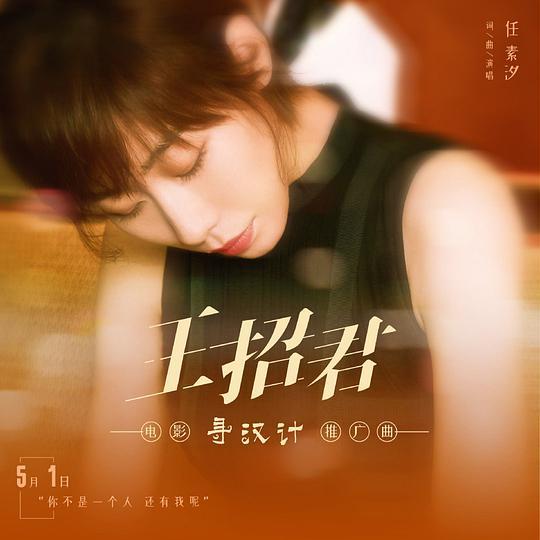 任素汐
词/曲/演唱
王招君
电影 寻汉计 推广曲
5月1日
“你不是一个人 还有我呢”